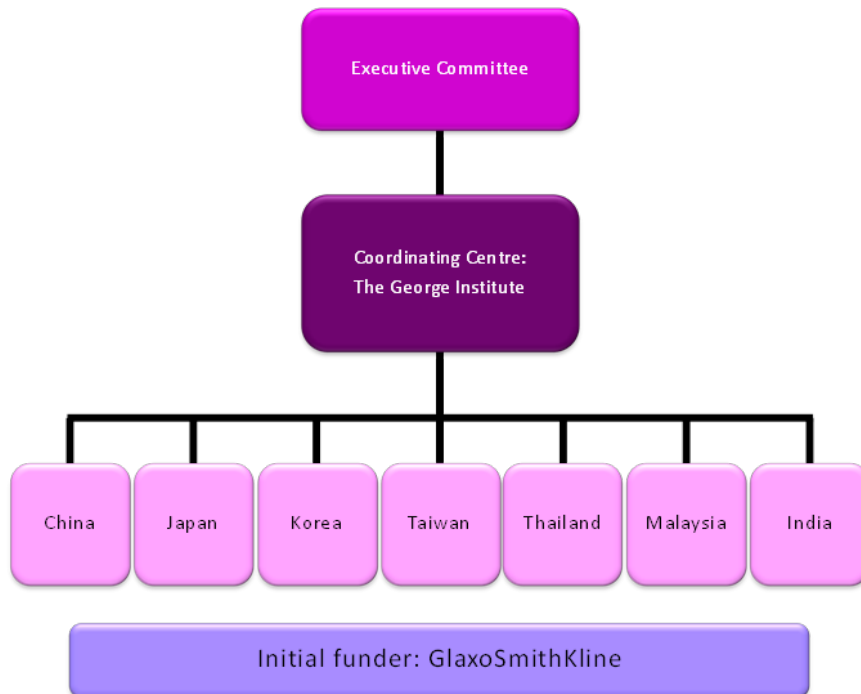 Executive Committee
Coordinating Centre:
The George Institute
China
Japan
Korea
Taiwan
Thailand
Malaysia
India
Initial funder: GlaxoSmithKline